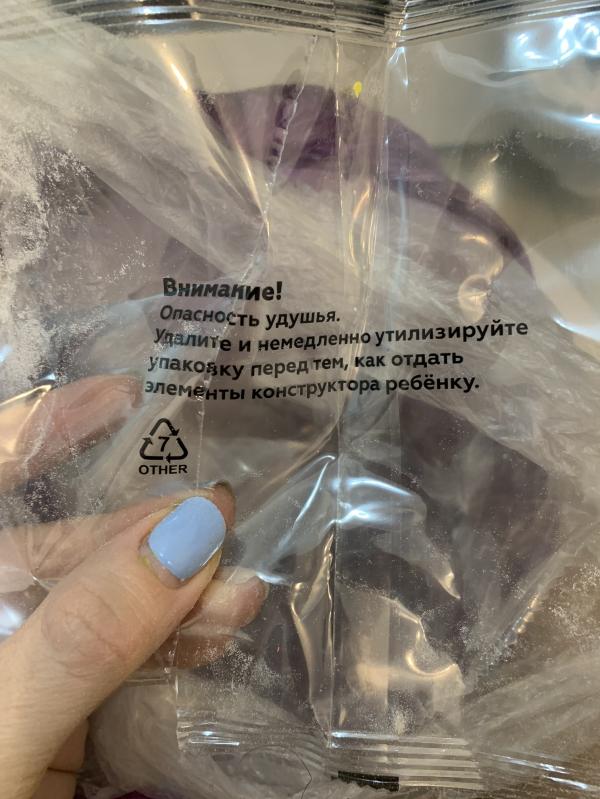 Внимание!
Опасность удушья.
Удалите и немедленно утилизируйте
упаковку перед тем, как отдать
элементы конструктора ребёнку.
7
OTHER